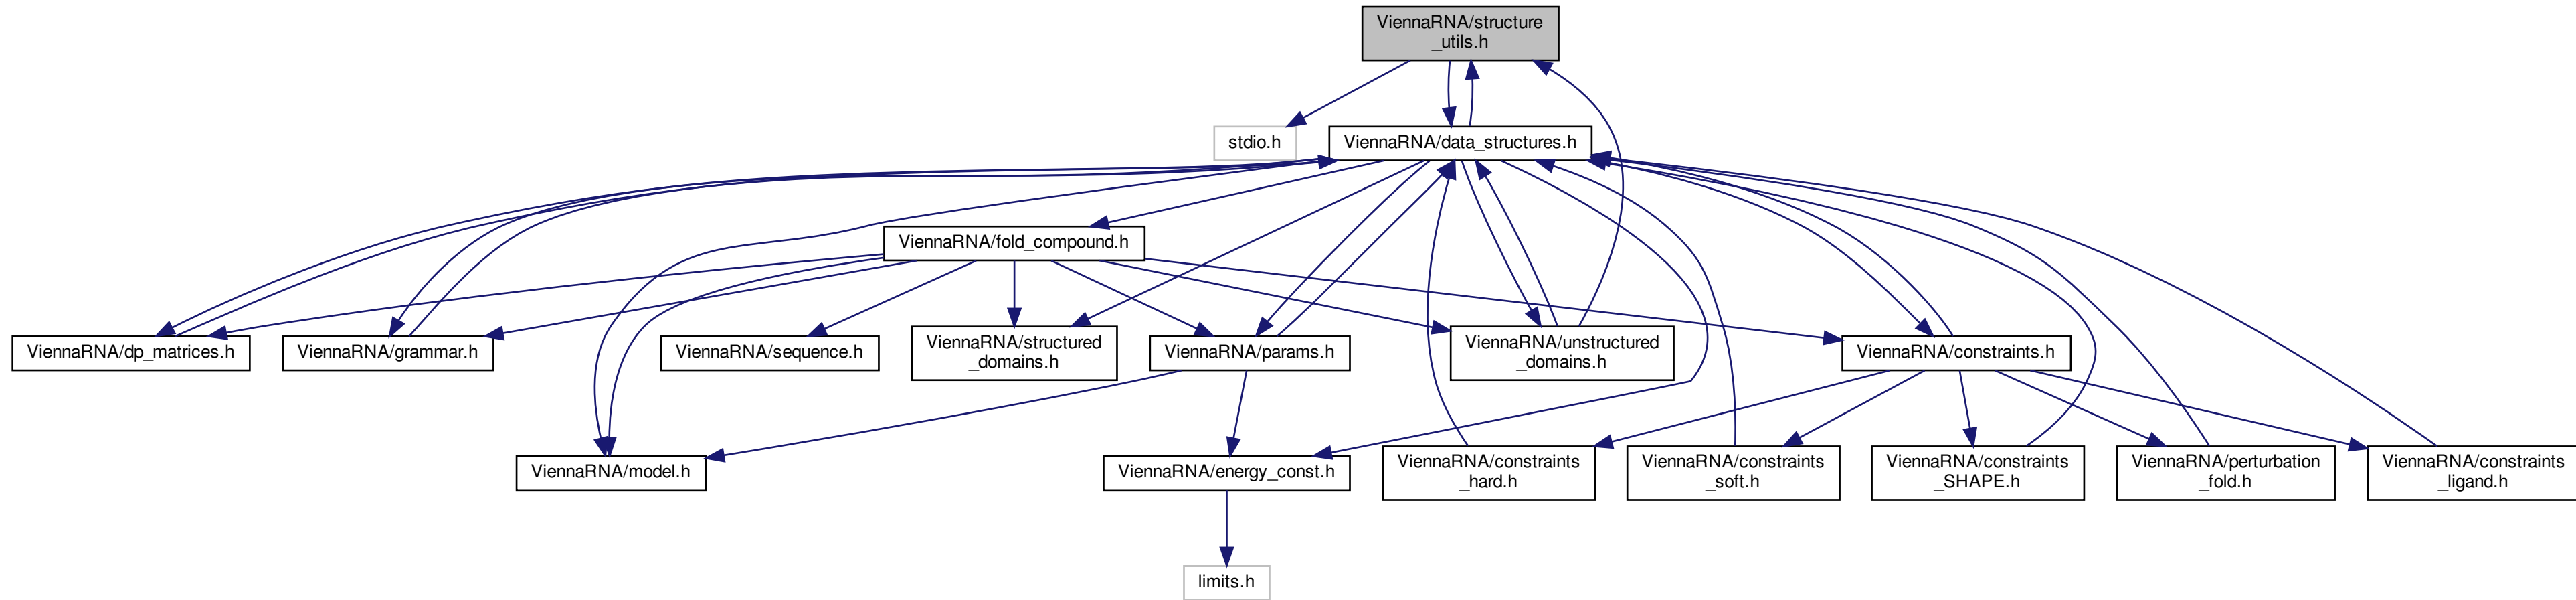 ViennaRNA/structure
_utils.h
stdio.h
ViennaRNA/data_structures.h
ViennaRNA/fold_compound.h
ViennaRNA/dp_matrices.h
ViennaRNA/grammar.h
ViennaRNA/sequence.h
ViennaRNA/structured
_domains.h
ViennaRNA/params.h
ViennaRNA/unstructured
_domains.h
ViennaRNA/constraints.h
ViennaRNA/model.h
ViennaRNA/energy_const.h
ViennaRNA/constraints
_hard.h
ViennaRNA/constraints
_soft.h
ViennaRNA/constraints
_SHAPE.h
ViennaRNA/perturbation
_fold.h
ViennaRNA/constraints
_ligand.h
limits.h